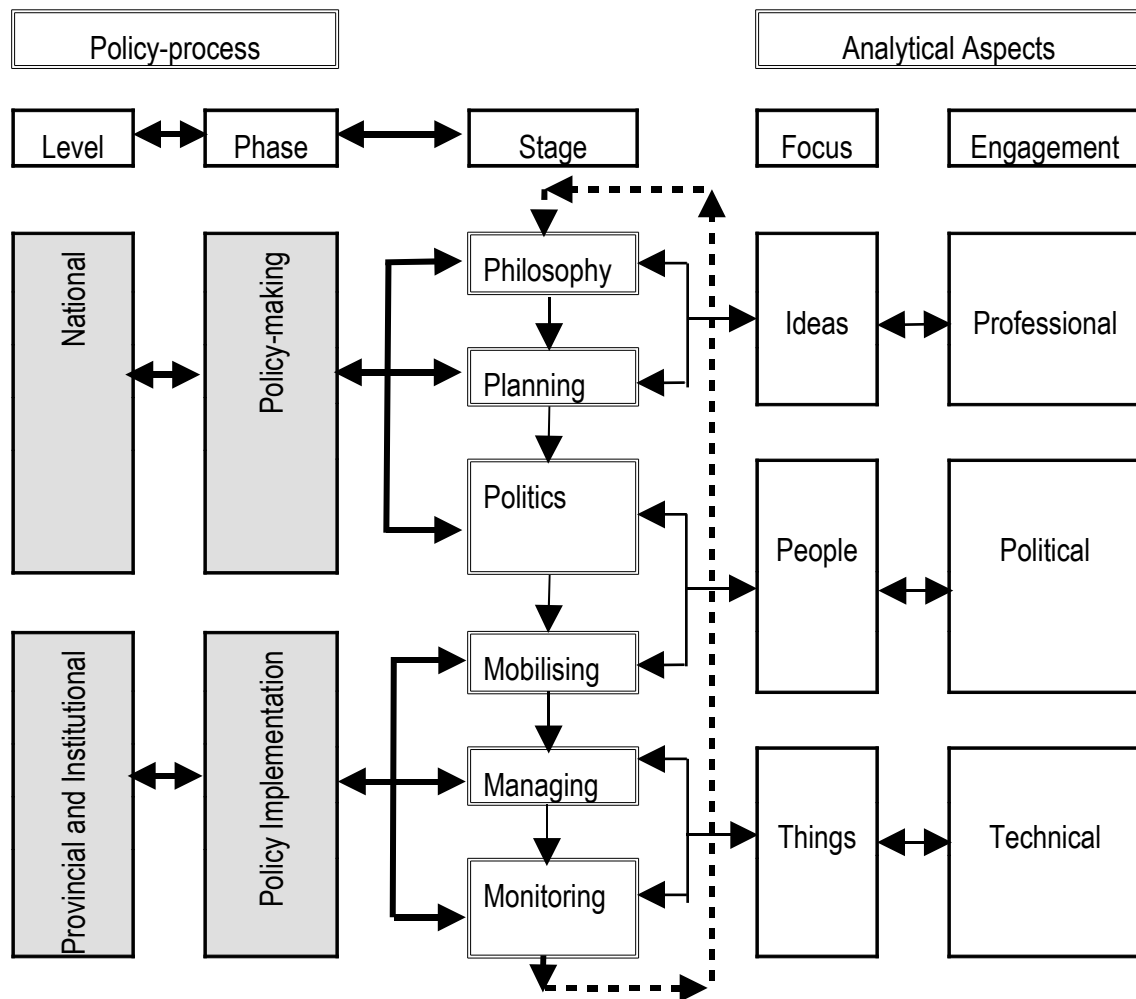 Policy-process
Analytical Aspects
Level
Phase
Stage
Focus
Engagement
National
Policy-making
Philosophy
Planning
Politics
Ideas
Professional
People
Political
Provincial and Institutional
Policy Implementation
Mobilising
Managing
Monitoring
Things
Technical